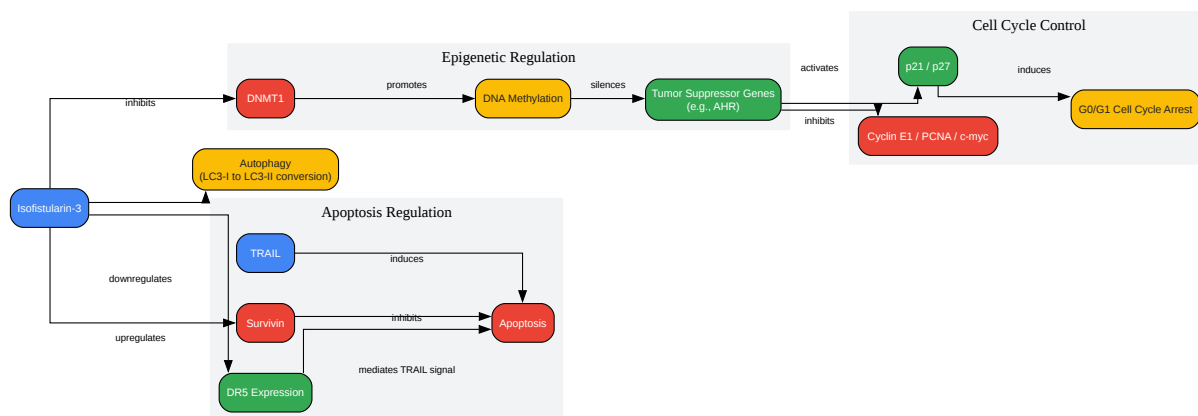 Cell Cycle Control
Epigenetic Regulation
p21 / p27
activates
induces
DNMT1
promotes
DNA Methylation
silences
Tumor Suppressor Genes
(e.g., AHR)
inhibits
inhibits
G0/G1 Cell Cycle Arrest
Cyclin E1 / PCNA / c-myc
Autophagy
(LC3-I to LC3-II conversion)
Isofistularin-3
Apoptosis Regulation
TRAIL
induces
downregulates
Survivin
inhibits
Apoptosis
upregulates
mediates TRAIL signal
DR5 Expression